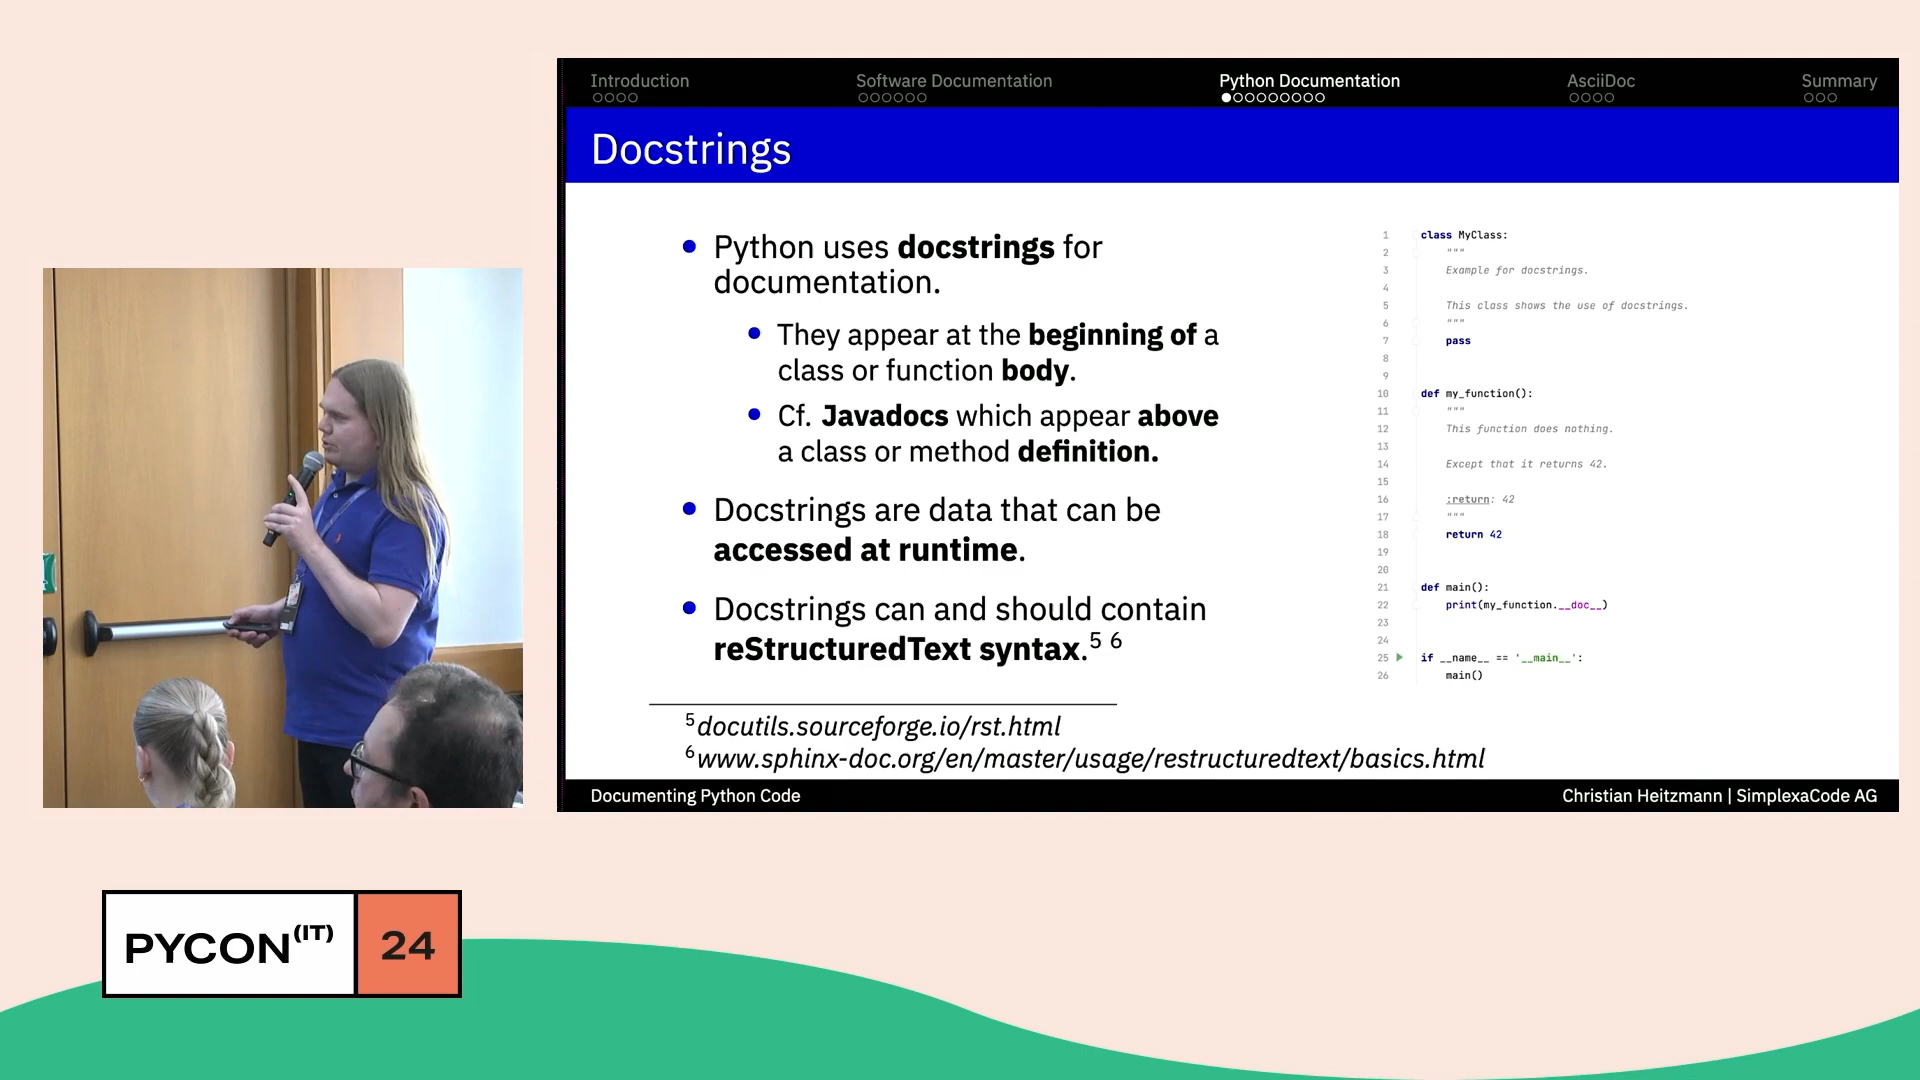 Introduction
Software Documentation
Python Documentation
AsciiDoc
Summary
Docstrings
Python uses docstrings for
documentation.
They appear at the beginning of a
class or function body.
Cf. Javadocs which appear above
a class or method definition.
Docstrings are data that can be
accessed at runtime.
Docstrings can and should contain
reStructuredText syntax.5 6
5docutils.sourceforge.io/rst.html
6www.sphinx-doc.org/en/master/usage/restructuredtext/basics.html
1 class MyClass:
2 """
3 Example for docstrings.
4
5 This class shows the use of docstrings.
6 """
7 pass
8
9
10 def my_function():
11 """
12 This function does nothing.
13
14 Except that it returns 42.
15
16 :return: 42
17 """
18 return 42
19
20
21 def main():
22 print(my_function.__doc__)
23
24
25 if __name__ == '__main__':
26 main()
Documenting Python Code
Christian Heitzmann | SimplexaCode AG
PYCON(IT) 24